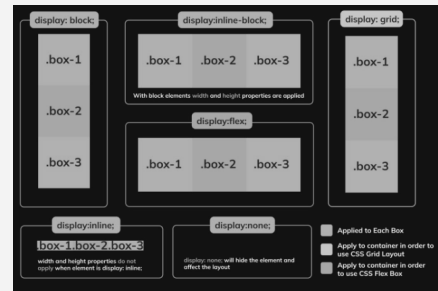 display: block;
.box-1
.box-2
.box-3
display:inline-block;
.box-1 .box-2 .box-3
With block elements width and height properties are applied
display:flex;
.box-1 .box-2 .box-3
display: grid;
.box-1
.box-2
.box-3
display:inline;
.box-1.box-2.box-3
width and height properties do not
apply when element is display: inline;
display:none;
display: none; will hide the element and
affect the layout
Applied to Each Box
Apply to container in order to
use CSS Grid Layout
Apply to container in order
to use CSS Flex Box